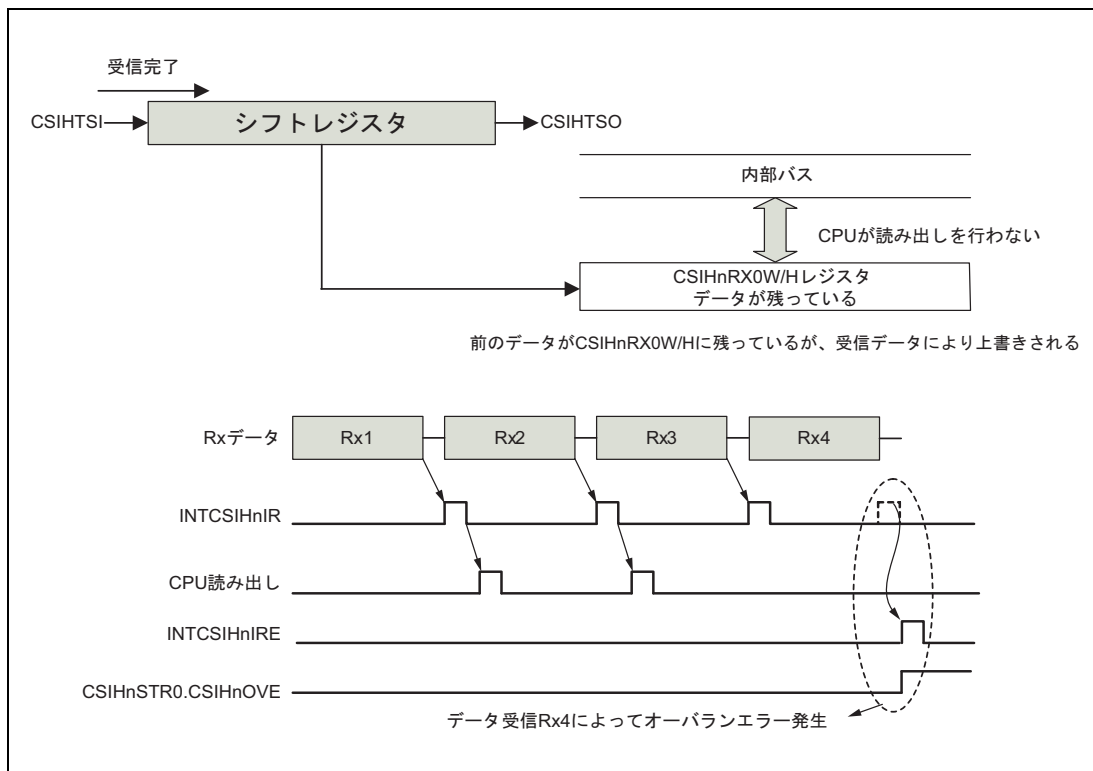 受信完了
CSIHTSI
シフトレジスタ
CSIHTSO
内部バス
CPUが読み出しを行わない
CSIHnRX0W/Hレジスタ
データが残っている
前のデータがCSIHnRX0W/Hに残っているが、受信データにより上書きされる
Rxデータ
Rx1
Rx2
Rx3
Rx4
INTCSIHnIR
CPU読み出し
INTCSIHnIRE
CSIHnSTR0.CSIHnOVE
データ受信Rx4によってオーバランエラー発生